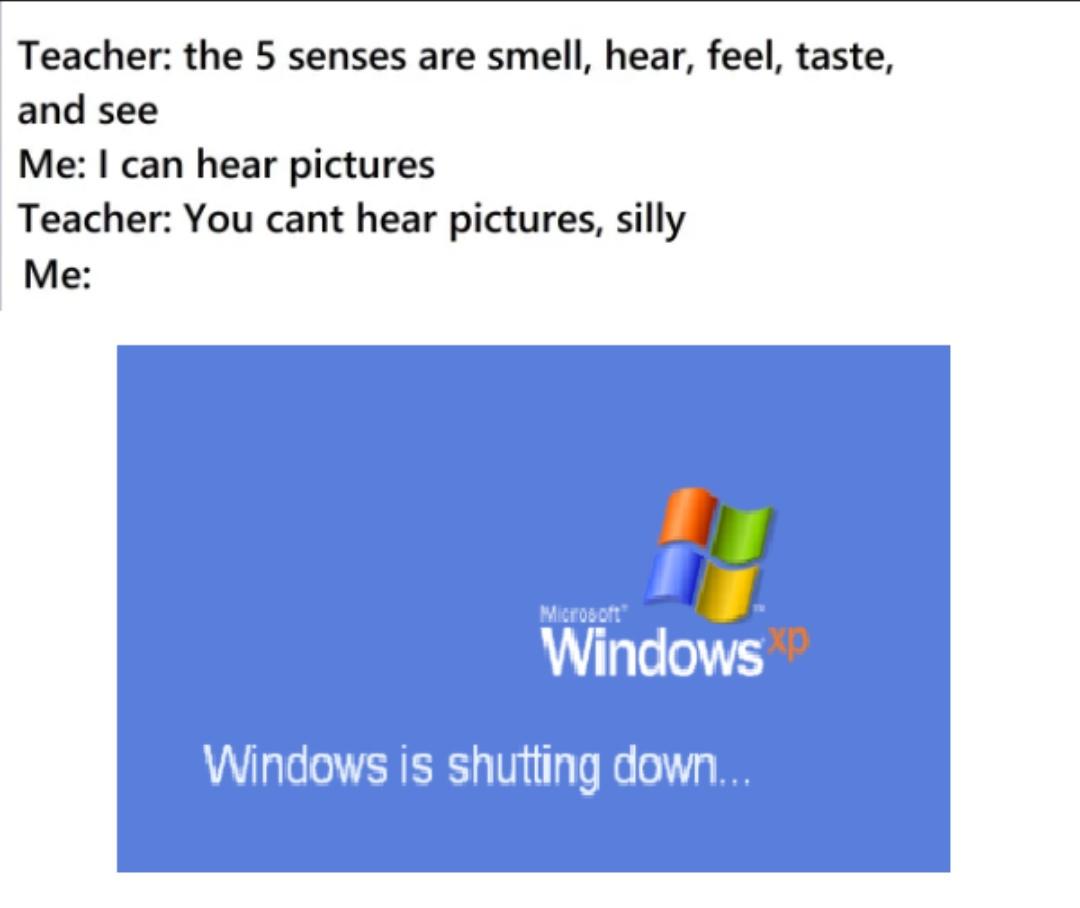 Teacher: the 5 senses are smell, hear, feel, taste,
and see
Me: I can hear pictures
Teacher: You cant hear pictures, silly
Me:
Microsoft®
Windows xp ™
Windows is shutting down...